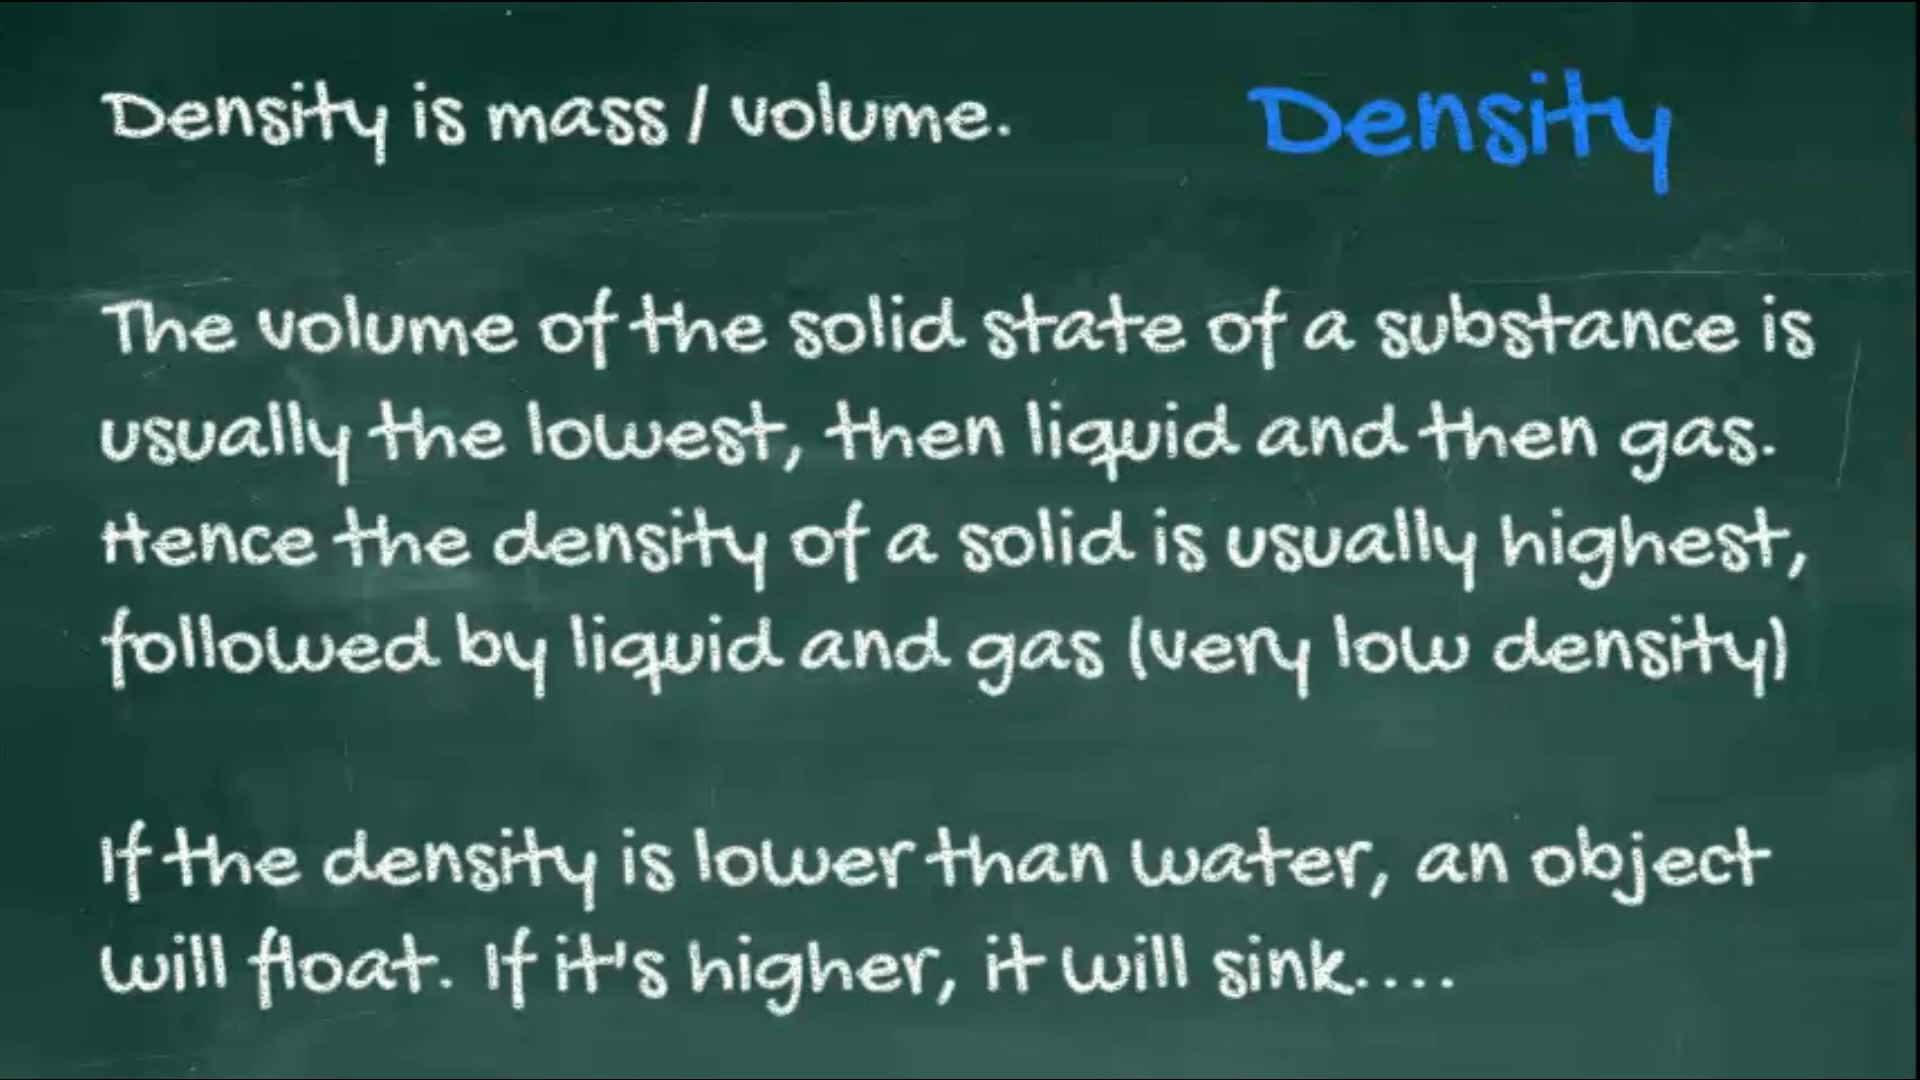 Density is mass / volume.
Density
The volume of the solid state of a substance is
usually the lowest, then liquid and then gas.
Hence the density of a solid is usually highest,
followed by liquid and gas (very low density)
If the density is lower than water, an object
will float. If it's higher, it will sink....